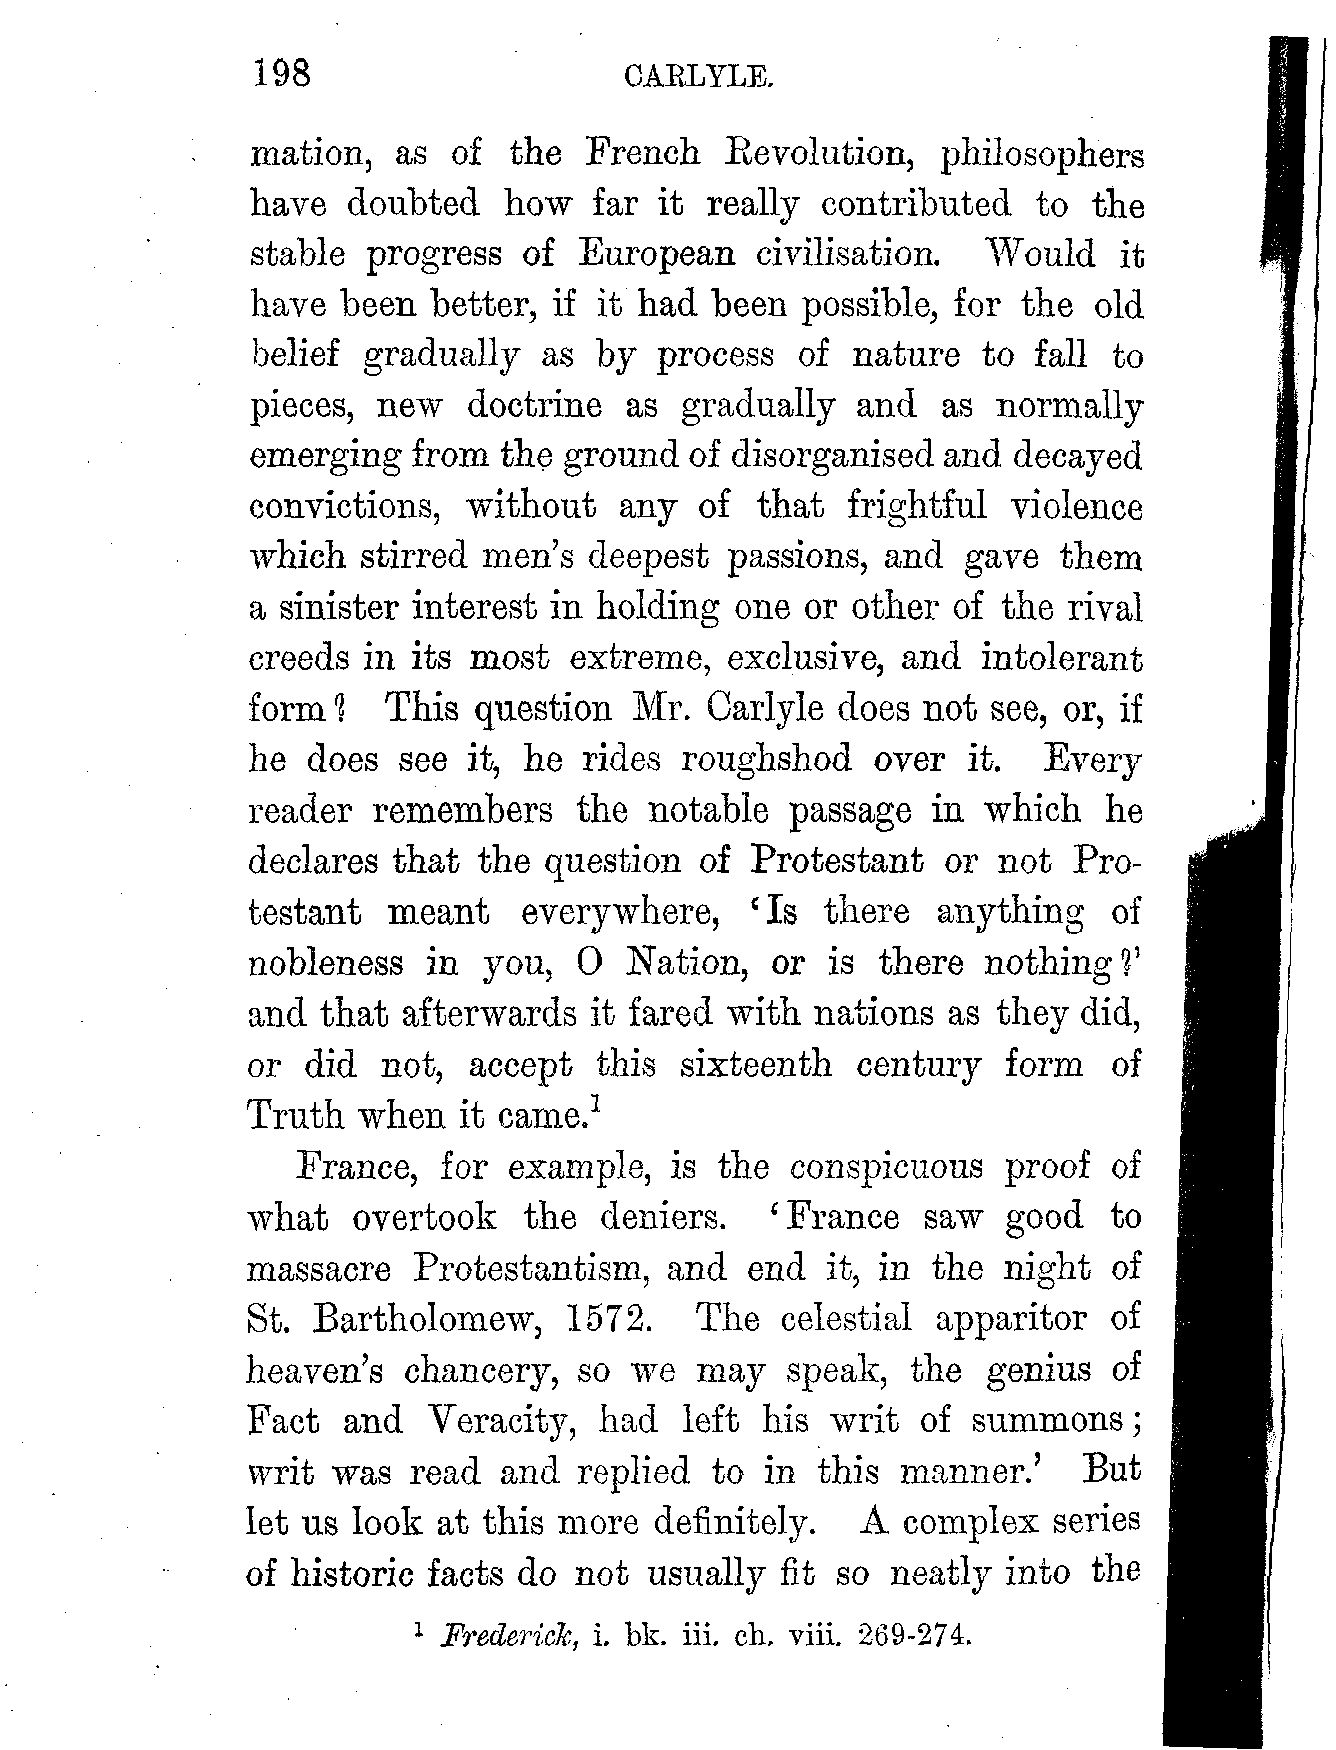 198 CARLYLE.
mation, as of the French Revolution, philosophers
have doubted how far it really contributed to the
stable progress of European civilisation. Would it
have been better, if it had been possible, for the old
belief gradually as by process of nature to fall to
pieces, new doctrine as gradually and as normally
emerging from the ground of disorganised and decayed
convictions, without any of that frightful violence
which stirred men's deepest passions, and gave them
a sinister interest in holding one or other of the rival
creeds in its most extreme, exclusive, and intolerant
form? This question Mr. Carlyle does not see, or, if
he does see it, he rides roughshod over it. Every
reader remembers the notable passage in which he
declares that the question of Protestant or not Pro-
testant meant everywhere, ‘Is there anything of
nobleness in you, O Nation, or is there nothing?’
and that afterwards it fared with nations as they did,
or did not, accept this sixteenth century form of
Truth when it came.¹
France, for example, is the conspicuous proof of
what overtook the deniers. ‘France saw good to
massacre Protestantism, and end it, in the night of
St. Bartholomew, 1572. The celestial apparitor of
heaven's chancery, so we may speak, the genius of
Fact and Veracity, had left his writ of summons;
writ was read and replied to in this manner.’ But
let us look at this more definitely. A complex series
of historic facts do not usually fit so neatly into the
¹ Frederick, i. bk. iii. ch. viii. 269-274.